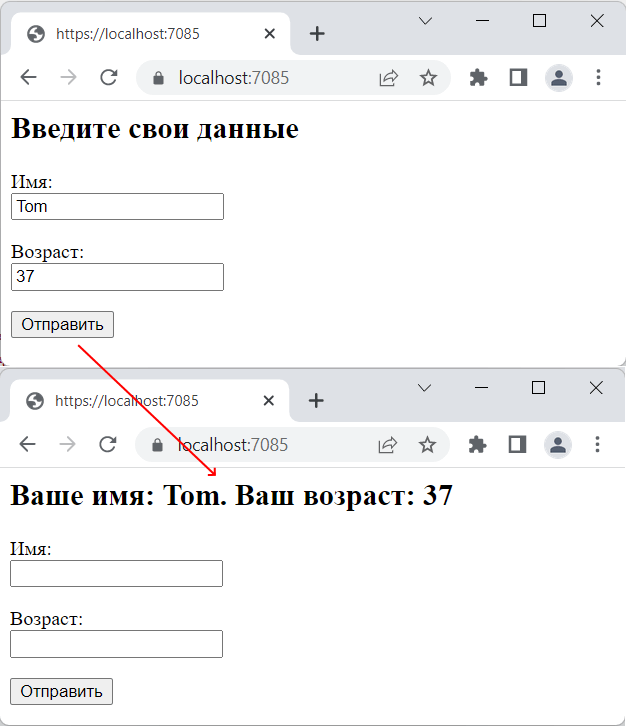 https://localhost:7085
localhost:7085
Введите свои данные
Имя:
Tom
Возраст:
37
Отправить
https://localhost:7085
localhost:7085
Ваше имя: Tom. Ваш возраст: 37
Имя:
Возраст:
Отправить